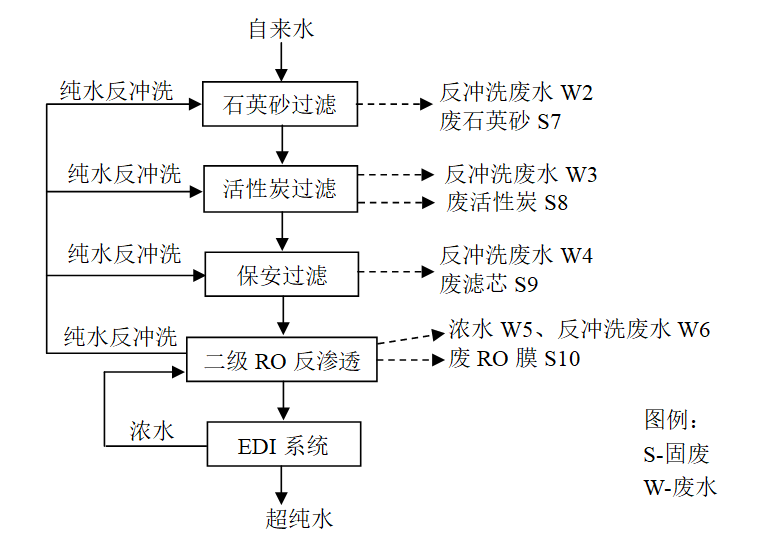 自来水
纯水反冲洗
石英砂过滤
反冲洗废水 W2
废石英砂 S7
纯水反冲洗
活性炭过滤
反冲洗废水 W3
废活性炭 S8
纯水反冲洗
保安过滤
反冲洗废水 W4
废滤芯 S9
纯水反冲洗
二级 RO 反渗透
浓水 W5、反冲洗废水 W6
废 RO 膜 S10
浓水
EDI 系统
超纯水
图例：
S-固废
W-废水